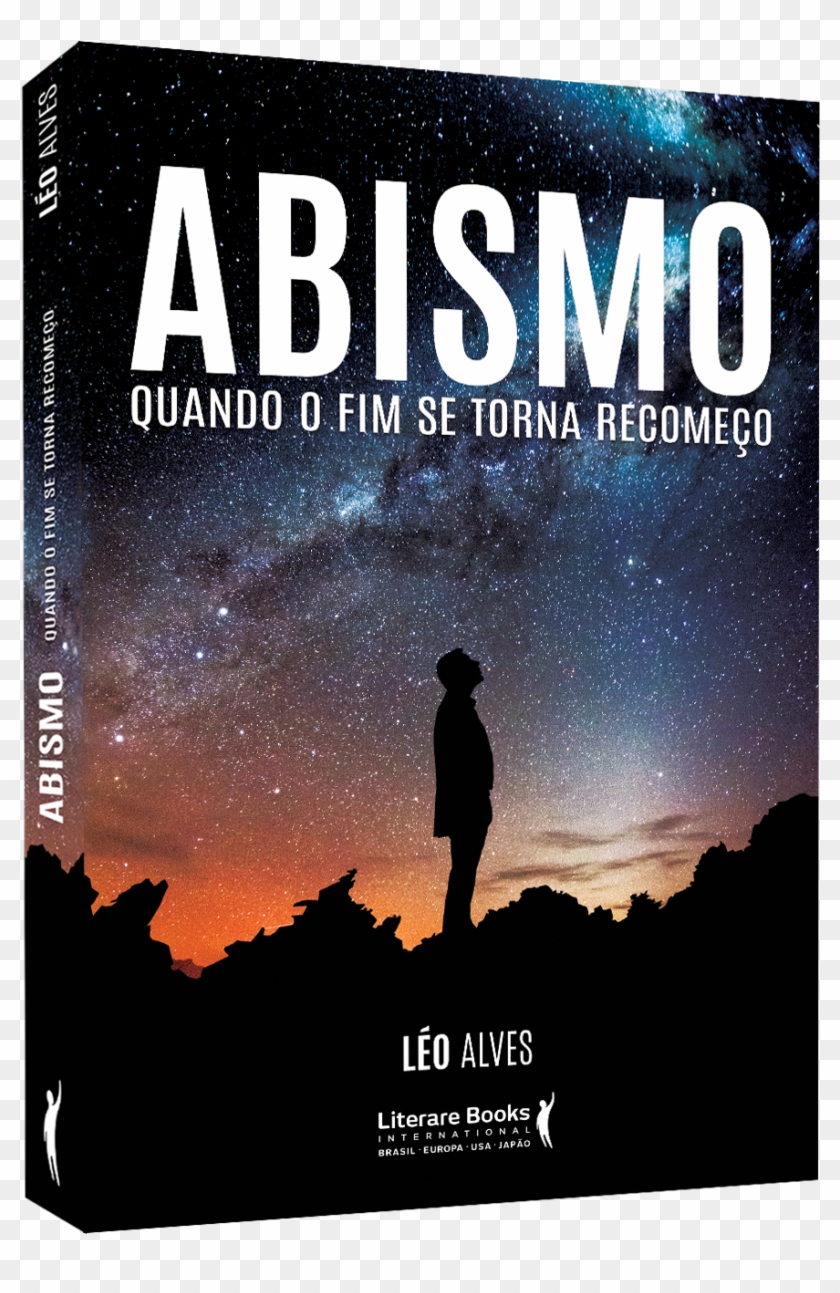 ABISMO
QUANDO O FIM SE TORNA RECOMEÇO
LÉO ALVES
Literare Books
INTERNATIONAL
BRASIL · EUROPA · USA · JAPÃO
LÉO ALVES
QUANDO O FIM SE TORNA RECOMEÇO
ABISMO